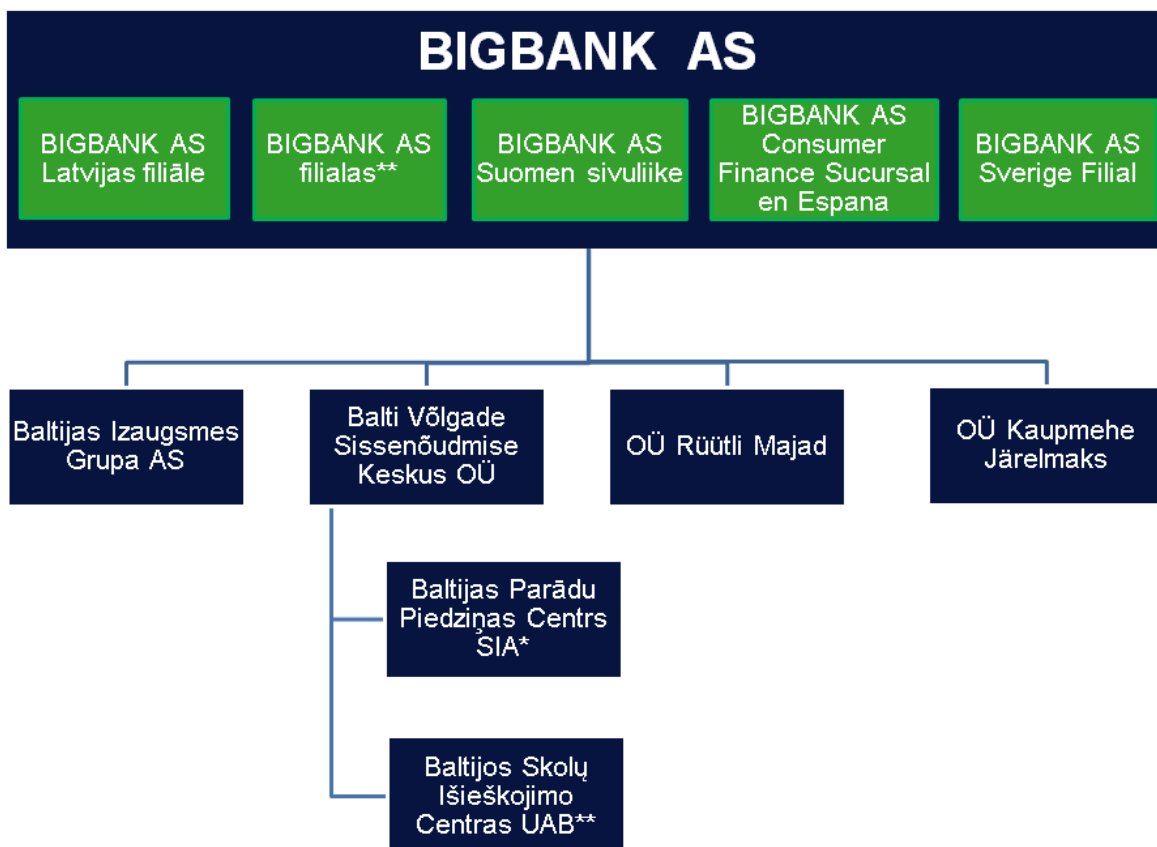 BIGBANK AS
BIGBANK AS
Latvijas filiāle
BIGBANK AS
filialas**
BIGBANK AS
Suomen sivuliike
BIGBANK AS
Consumer
Finance Sucursal
en Espana
BIGBANK AS
Sverige Filial
Baltijas Izaugsmes
Grupa AS
Balti Võlgade
Sissenõudmise
Keskus OÜ
OÜ Rüütli Majad
OÜ Kaupmehe
Järelmaks
Baltijas Parādu
Piedziņas Centrs
SIA*
Baltijos Skolų
Išieškojimo
Centras UAB**